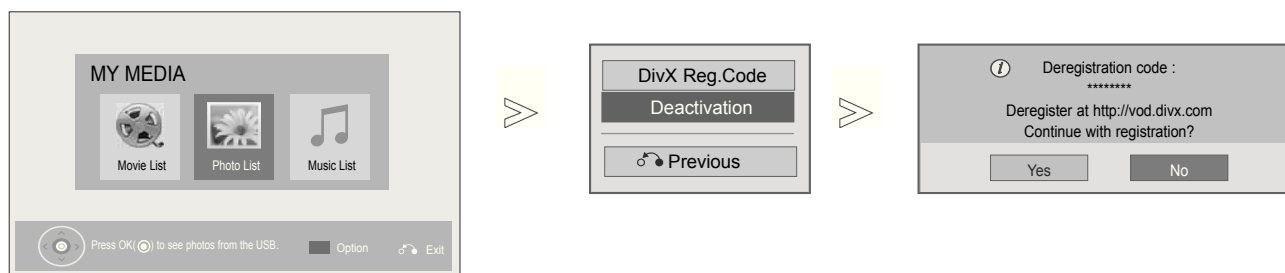 MY MEDIA
Movie List
Photo List
Music List
Press OK(◉) to see photos from the USB.
Option
Exit
DivX Reg.Code
Deactivation
Previous
Deregistration code :
********
Deregister at http://vod.divx.com
Continue with registration?
Yes
No